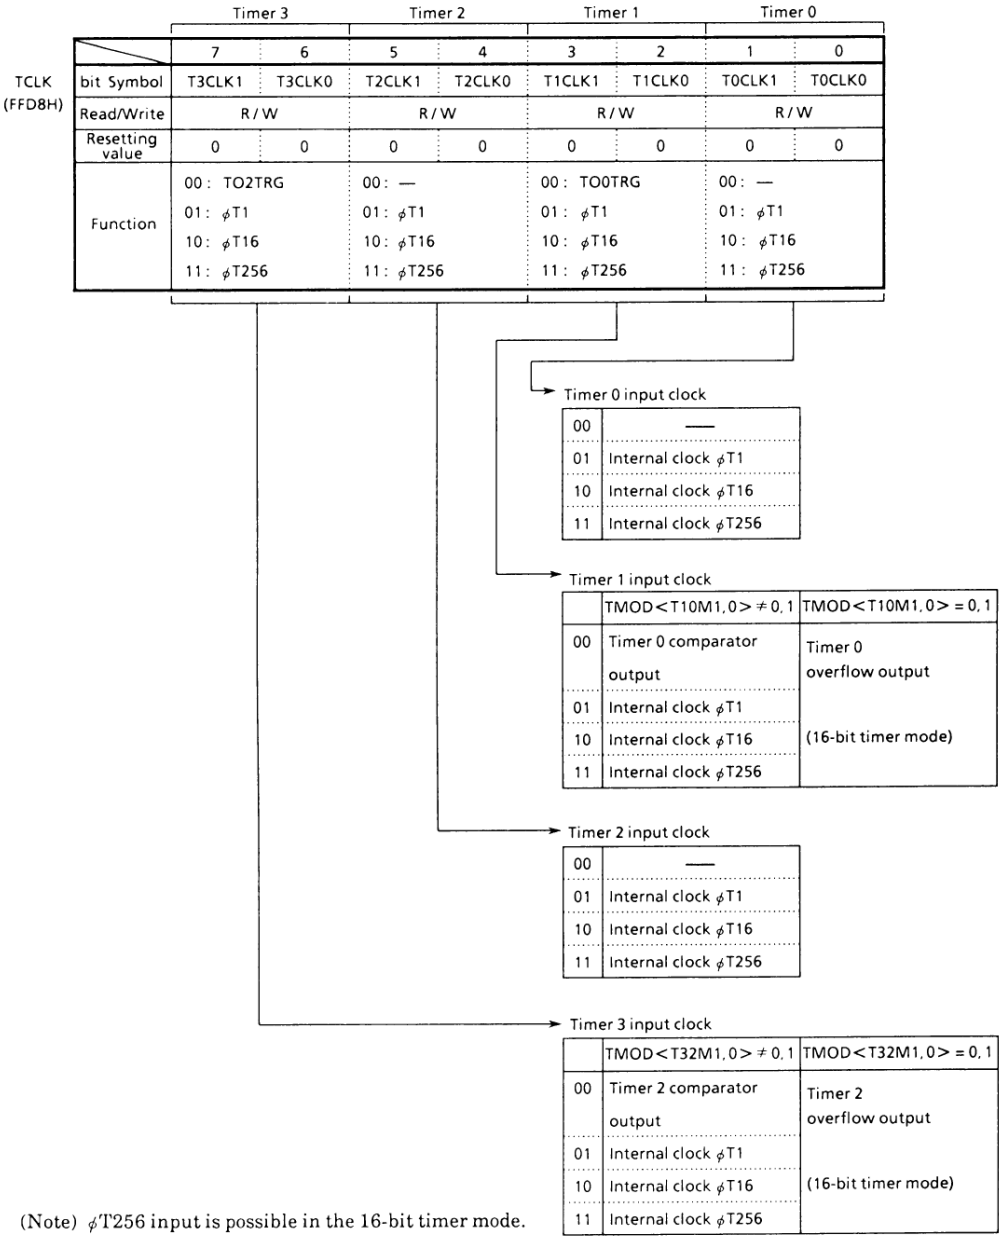 Timer 3 Timer 2 Timer 1 Timer 0
7 6 5 4 3 2 1 0
TCLK
(FFD8H)
bit Symbol T3CLK1 T3CLK0 T2CLK1 T2CLK0 T1CLK1 T1CLK0 T0CLK1 T0CLK0
Read/Write R/W R/W R/W R/W
Resetting value 0 0 0 0 0 0 0 0
Function
00: TO2TRG 00: — 00: TO0TRG 00: —
01: φT1 01: φT1 01: φT1 01: φT1
10: φT16 10: φT16 10: φT16 10: φT16
11: φT256 11: φT256 11: φT256 11: φT256
Timer 0 input clock
00 —
01 Internal clock φT1
10 Internal clock φT16
11 Internal clock φT256
Timer 1 input clock
TMOD<T10M1,0> ≠ 0,1 TMOD<T10M1,0> = 0,1
00 Timer 0 comparator output
01 Internal clock φT1
10 Internal clock φT16
11 Internal clock φT256
Timer 0
overflow output
(16-bit timer mode)
Timer 2 input clock
00 —
01 Internal clock φT1
10 Internal clock φT16
11 Internal clock φT256
Timer 3 input clock
TMOD<T32M1,0> ≠ 0,1 TMOD<T32M1,0> = 0,1
00 Timer 2 comparator output
01 Internal clock φT1
10 Internal clock φT16
11 Internal clock φT256
Timer 2
overflow output
(16-bit timer mode)
(Note) φT256 input is possible in the 16-bit timer mode.